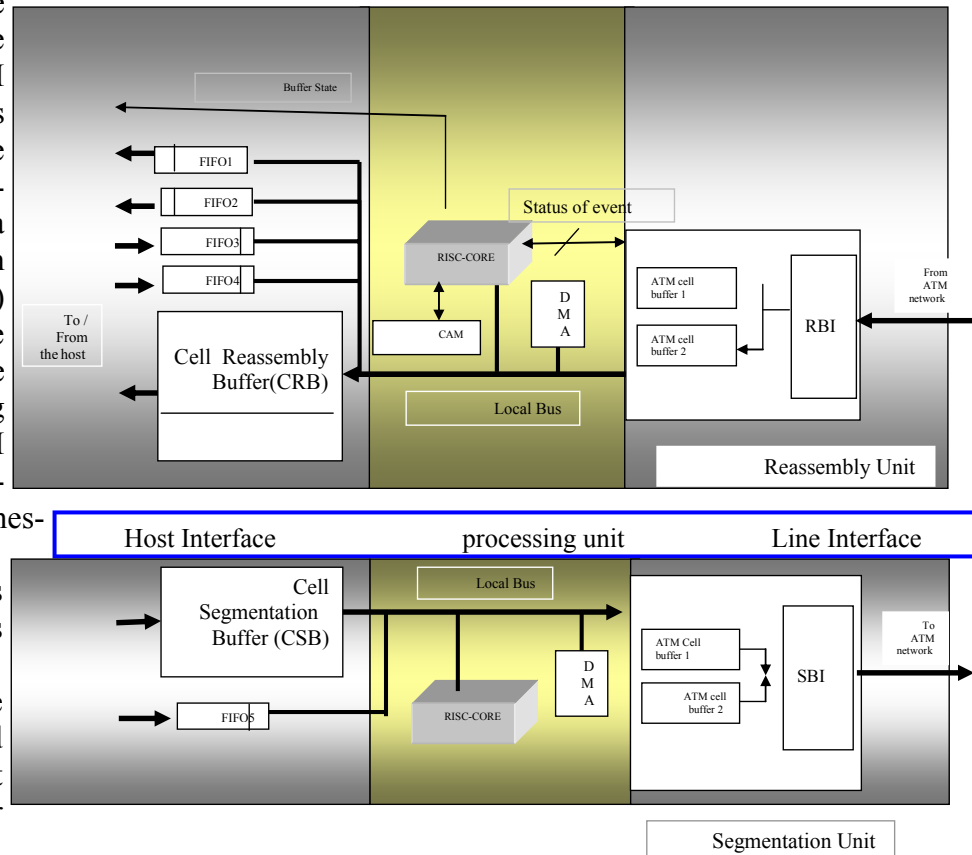 Buffer State
FIFO1
FIFO2
FIFO3
FIFO4
Status of event
RISC-CORE
CAM
D
M
A
ATM cell
buffer 1
ATM cell
buffer 2
RBI
From
ATM
network
To /
From
the host
Cell Reassembly
Buffer(CRB)
Local Bus
Reassembly Unit
Host Interface
processing unit
Line Interface
Cell
Segmentation
Buffer (CSB)
Local Bus
FIFO5
RISC-CORE
D
M
A
ATM Cell
buffer 1
ATM cell
buffer 2
SBI
To
ATM
network
Segmentation Unit